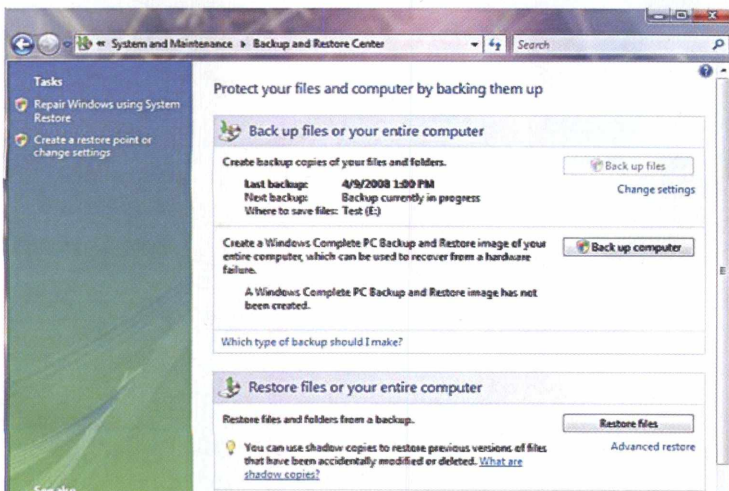 « System and Maintenance ▸ Backup and Restore Center
Search
Tasks
Repair Windows using System
Restore
Create a restore point or
change settings
Protect your files and computer by backing them up
Back up files or your entire computer
Create backup copies of your files and folders.
Back up files
Last backup: 4/9/2008 1:00 PM
Change settings
Next backup: Backup currently in progress
Where to save files: Test (E:)
Create a Windows Complete PC Backup and Restore image of your
entire computer, which can be used to recover from a hardware
failure.
Back up computer
A Windows Complete PC Backup and Restore image has not
been created.
Which type of backup should I make?
Restore files or your entire computer
Restore files and folders from a backup.
Restore files
You can use shadow copies to restore previous versions of files
that have been accidentally modified or deleted. What are
shadow copies?
Advanced restore
See also